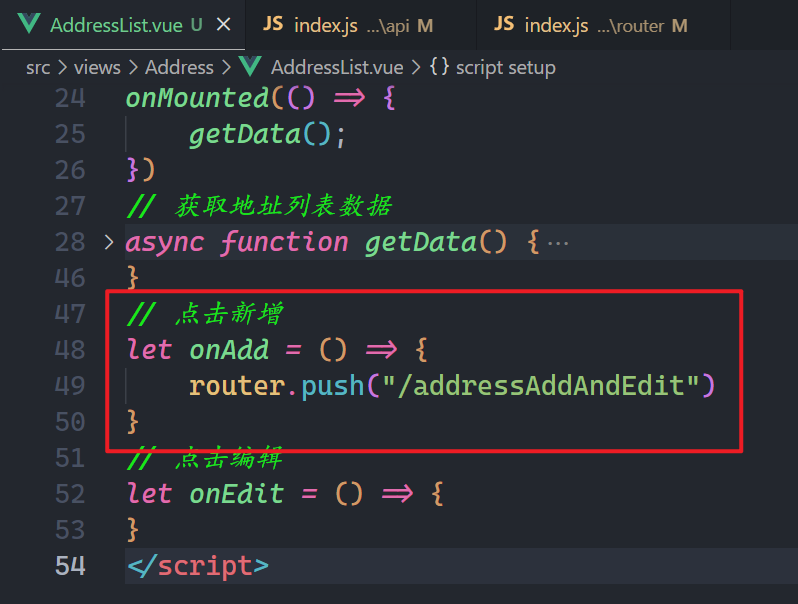 AddressList.vue U × JS index.js ...\api M JS index.js ...\router M
src > views > Address > AddressList.vue > {} script setup
24 onMounted(() => {
25 getData();
26 })
27 // 获取地址列表数据
28 > async function getData() { ...
46 }
47 // 点击新增
48 let onAdd = () => {
49 router.push("/addressAddAndEdit")
50 }
51 // 点击编辑
52 let onEdit = () => {
53 }
54 </script>